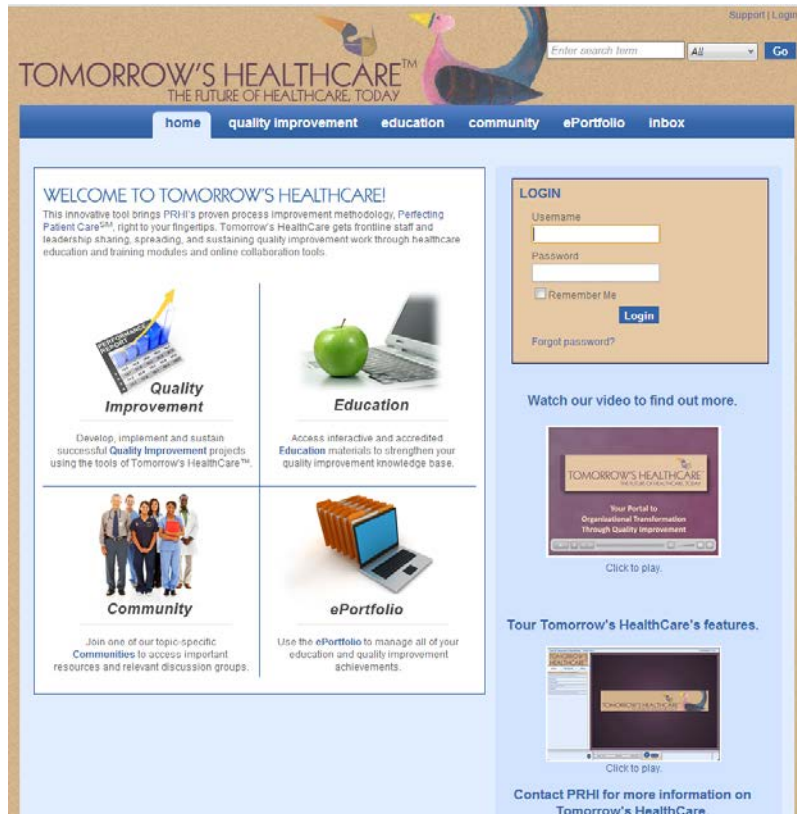 Support | Login
Enter search term
All
Go
TOMORROW'S HEALTHCARE™
THE FUTURE OF HEALTHCARE, TODAY
home quality improvement education community ePortfolio inbox
WELCOME TO TOMORROW'S HEALTHCARE!
This innovative tool brings PRHI's proven process improvement methodology, Perfecting
Patient Care℠, right to your fingertips. Tomorrow's HealthCare gets frontline staff and
leadership sharing, spreading, and sustaining quality improvement work through healthcare
education and training modules and online collaboration tools.
PERFORMANCE
REPORT
Quality
Improvement
Develop, implement and sustain
successful Quality Improvement projects
using the tools of Tomorrow's HealthCare™.
Education
Access interactive and accredited
Education materials to strengthen your
quality improvement knowledge base.
Community
Join one of our topic-specific
Communities to access important
resources and relevant discussion groups.
ePortfolio
Use the ePortfolio to manage all of your
education and quality improvement
achievements.
LOGIN
Username
Password
Remember Me
Login
Forgot password?
Watch our video to find out more.
TOMORROW'S HEALTHCARE
THE FUTURE OF HEALTHCARE, TODAY
Your Portal to
Organizational Transformation
Through Quality Improvement
Click to play.
Tour Tomorrow's HealthCare's features.
TOMORROW'S HEALTHCARE
Click to play.
Contact PRHI for more information on
Tomorrow's HealthCare